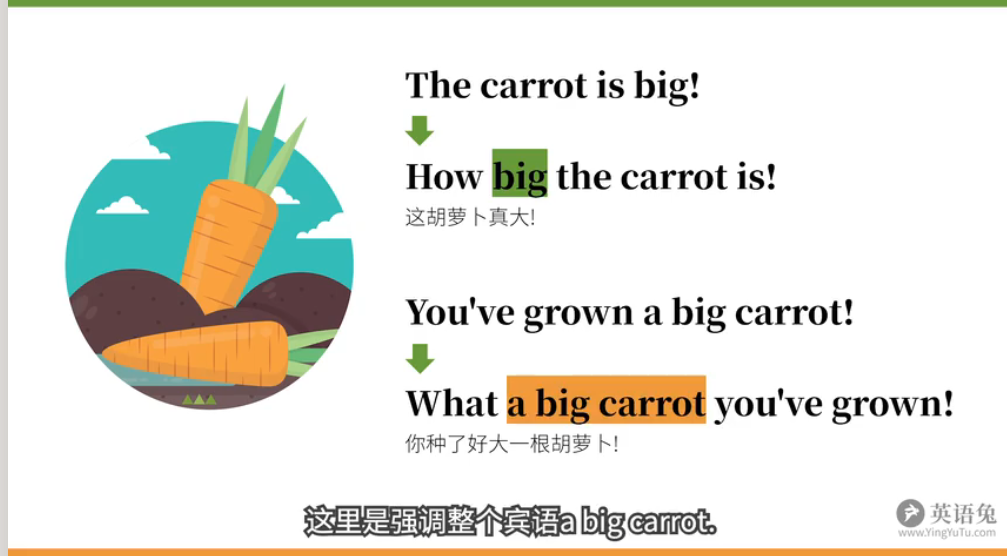 The carrot is big!
How big the carrot is!
这胡萝卜真大!
You've grown a big carrot!
What a big carrot you've grown!
你种了好大一根胡萝卜!
这里是强调整个宾语a big carrot.
英语兔
www.YingYuTu.com